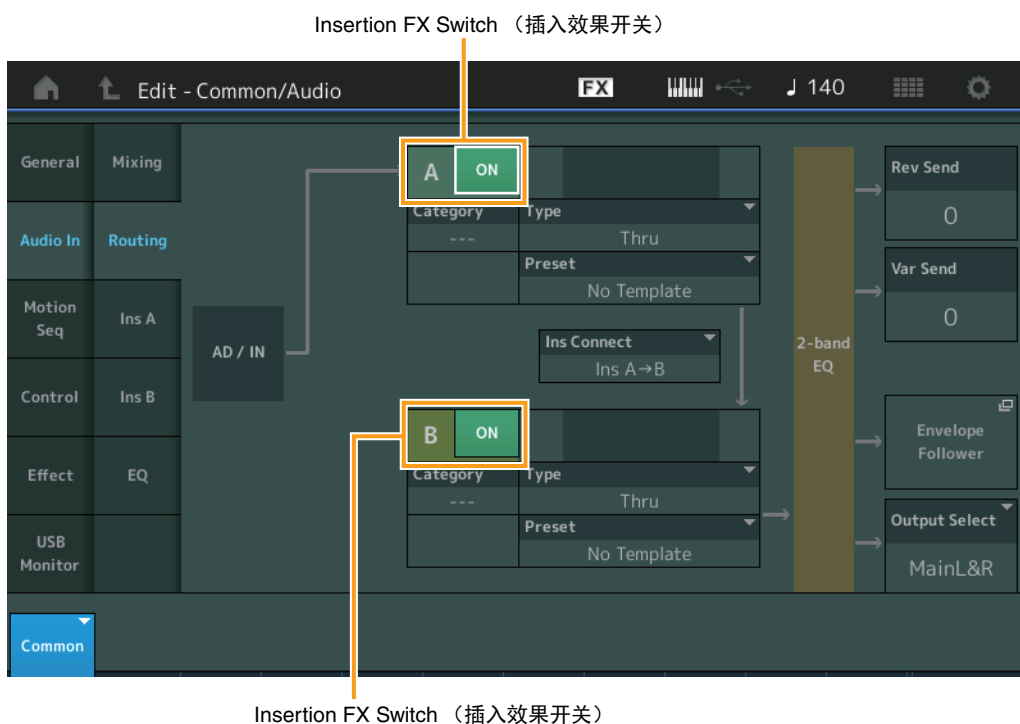 Insertion FX Switch （插入效果开关）
Edit - Common/Audio
FX
♩ 140
General
Mixing
Audio In
Routing
Motion
Seq
Ins A
Control
Ins B
Effect
EQ
USB
Monitor
AD / IN
A
ON
Category
Type
---
Thru
Preset
No Template
Ins Connect
Ins A→B
B
ON
Category
Type
---
Thru
Preset
No Template
2-band
EQ
Rev Send
0
Var Send
0
Envelope
Follower
Output Select
MainL&R
Common
Insertion FX Switch （插入效果开关）